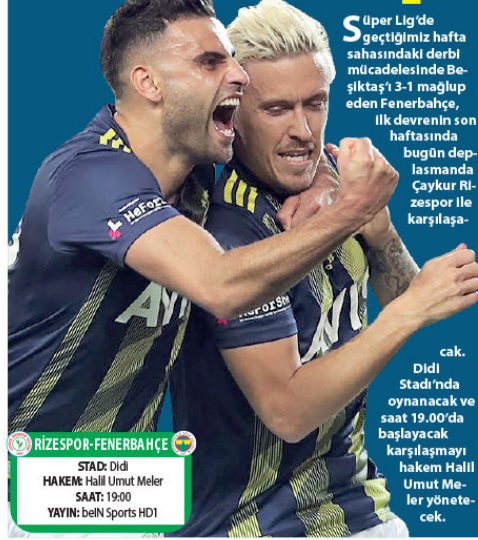 Süper Lig'de
geçtiğimiz hafta
sahasındaki derbi
mücadelesinde Be-
şiktaş'ı 3-1 mağlup
eden Fenerbahçe,
ilk devrenin son
haftasında
bugün dep-
lasmanda
Çaykur Ri-
zespor ile
karşılaşa-
cak.
Didi
Stadı'nda
oynanacak ve
saat 19.00'da
başlayacak
karşılaşmayı
hakem Halil
Umut Me-
ler yönete-
cek.
HeForShe
HeForShe
RİZESPOR-FENERBAHÇE
STAD: Didi
HAKEM: Halil Umut Meler
SAAT: 19:00
YAYIN: beIN Sports HD1